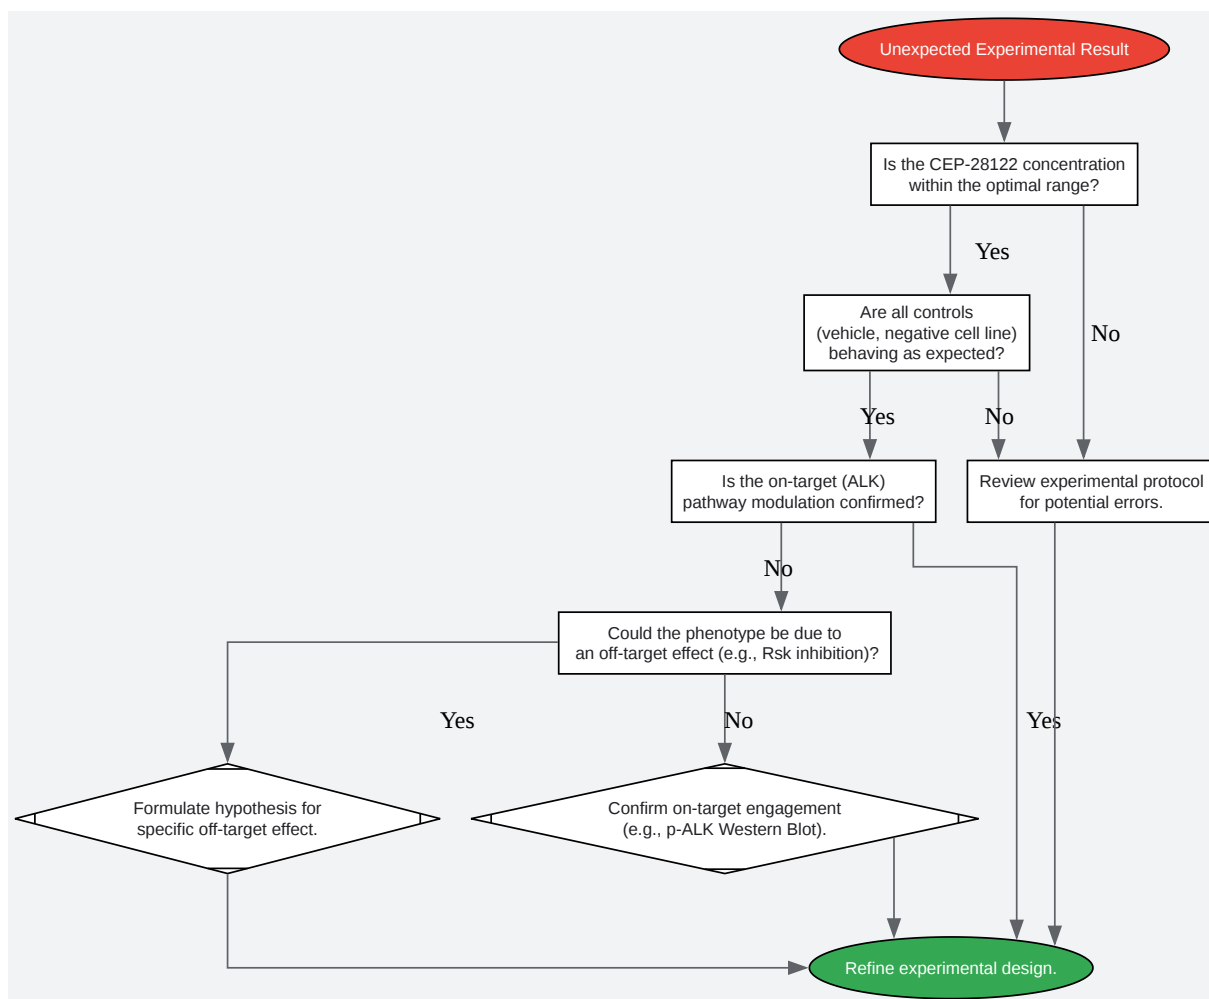 Unexpected Experimental Result
Is the CEP-28122 concentration
within the optimal range?
Yes
Are all controls
(vehicle, negative cell line)
behaving as expected?
No
Yes
No
Is the on-target (ALK)
pathway modulation confirmed?
Review experimental protocol
for potential errors.
No
Could the phenotype be due to
an off-target effect (e.g., Rsk inhibition)?
Yes
No
Yes
Formulate hypothesis for
specific off-target effect.
Confirm on-target engagement
(e.g., p-ALK Western Blot).
Refine experimental design.